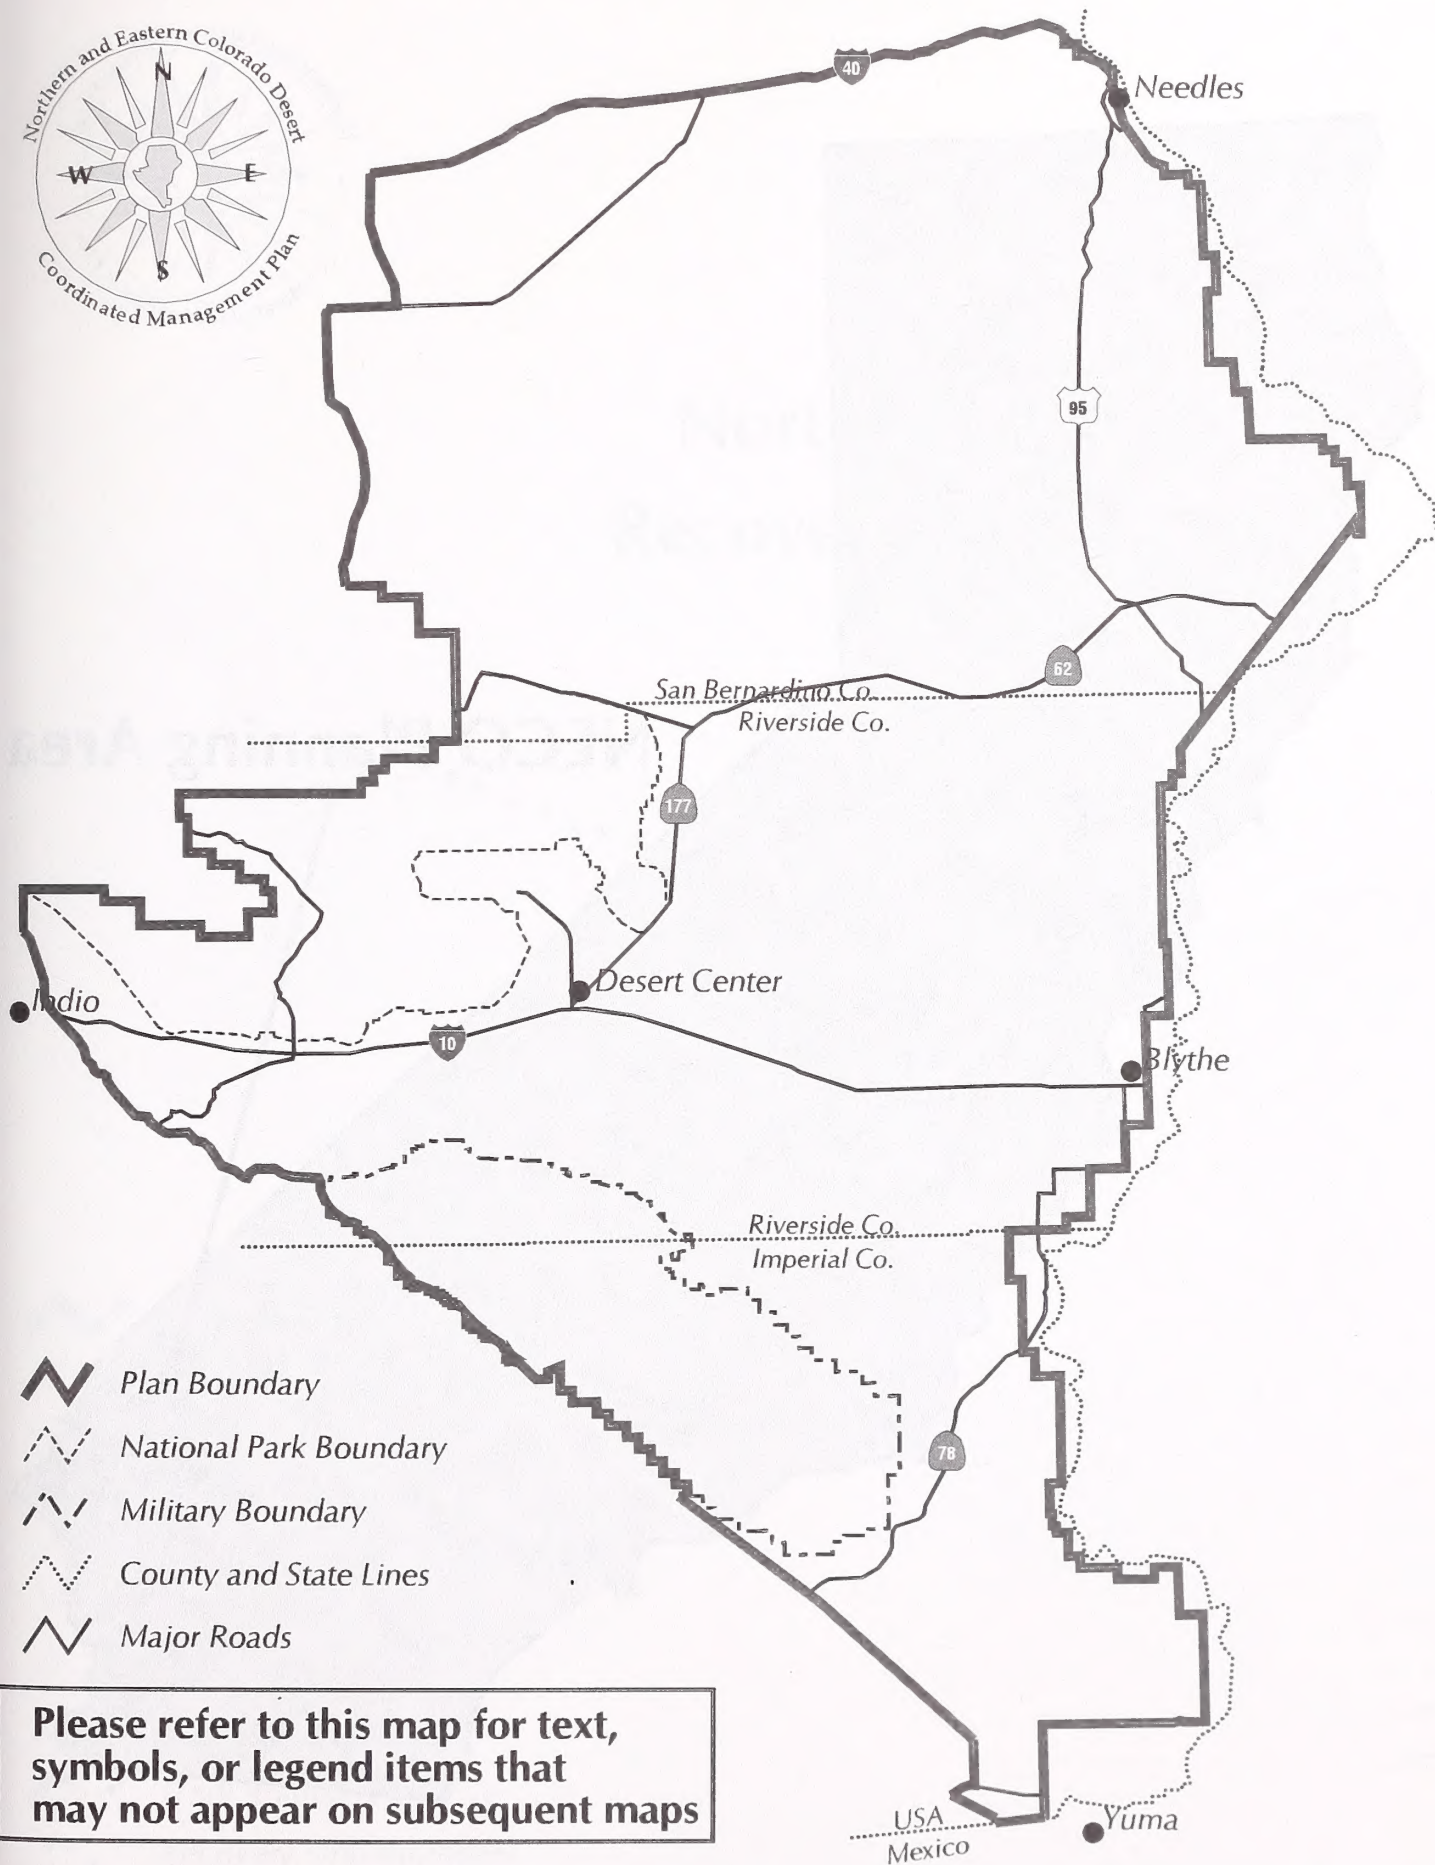 Northern and Eastern Colorado Desert
Coordinated Management Plan
N
W
E
S
40
Needles
95
62
San Bernardino Co.
Riverside Co.
177
Desert Center
Indio
10
Blythe
Riverside Co.
Imperial Co.
78
Plan Boundary
National Park Boundary
Military Boundary
County and State Lines
Major Roads
Please refer to this map for text,
symbols, or legend items that
may not appear on subsequent maps
USA
Mexico
Yuma